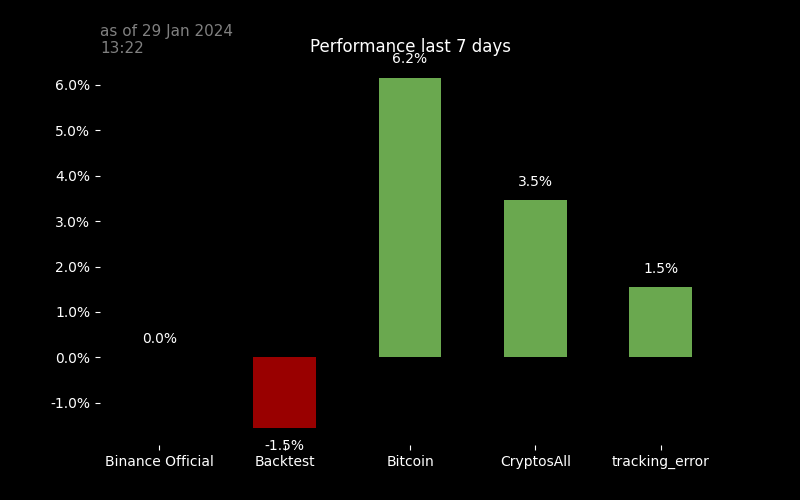 as of 29 Jan 2024
13:22
Performance last 7 days
6.2%
6.0%
5.0%
4.0%
3.5%
3.0%
2.0%
1.5%
1.0%
0.0%
0.0%
-1.0%
-1.5%
Binance Official
Backtest
Bitcoin
CryptosAll
tracking_error